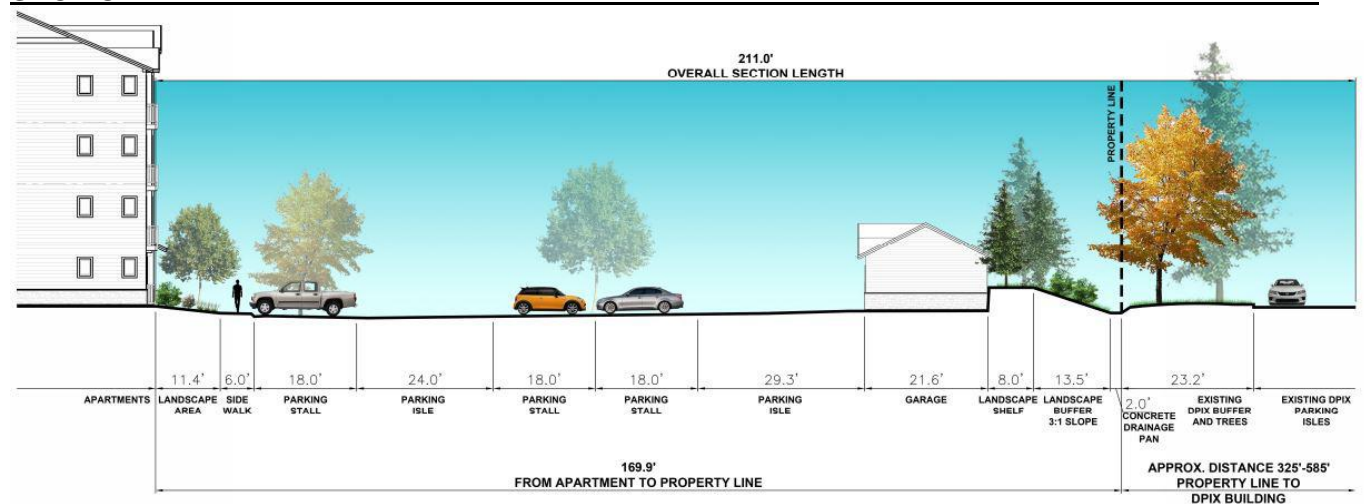 211.0'
OVERALL SECTION LENGTH
PROPERTY LINE
11.4'
6.0'
18.0'
24.0'
18.0'
18.0'
29.3'
21.6'
8.0'
13.5'
2.0'
23.2'
APARTMENTS
LANDSCAPE
AREA
SIDE
WALK
PARKING
STALL
PARKING
ISLE
PARKING
STALL
PARKING
STALL
PARKING
ISLE
GARAGE
LANDSCAPE
SHELF
LANDSCAPE
BUFFER
3:1 SLOPE
CONCRETE
DRAINAGE
PAN
EXISTING
DPIX BUFFER
AND TREES
EXISTING DPIX
PARKING
ISLES
169.9'
FROM APARTMENT TO PROPERTY LINE
APPROX. DISTANCE 325'-585'
PROPERTY LINE TO
DPIX BUILDING